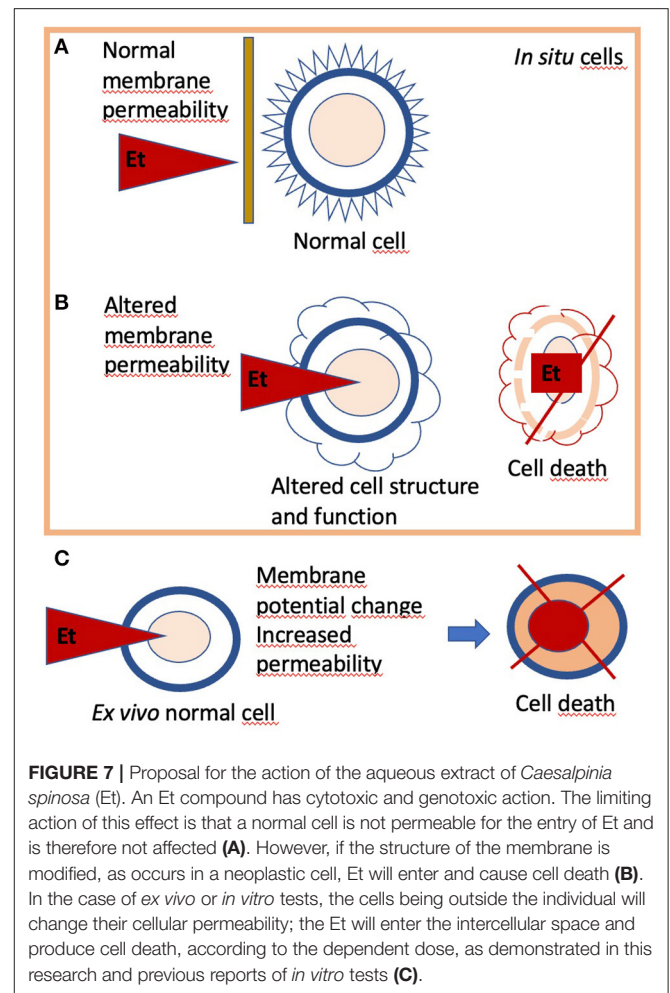 A
Normal
membrane
permeability
In situ cells
Et
Normal cell
B
Altered
membrane
permeability
Et
Et
Cell death
Altered cell structure
and function
C
Membrane
potential change
Increased
permeability
Et
Ex vivo normal cell
Cell death
FIGURE 7 | Proposal for the action of the aqueous extract of Caesalpinia
spinosa (Et). An Et compound has cytotoxic and genotoxic action. The limiting
action of this effect is that a normal cell is not permeable for the entry of Et and
is therefore not affected (A). However, if the structure of the membrane is
modified, as occurs in a neoplastic cell, Et will enter and cause cell death (B).
In the case of ex vivo or in vitro tests, the cells being outside the individual will
change their cellular permeability; the Et will enter the intercellular space and
produce cell death, according to the dependent dose, as demonstrated in this
research and previous reports of in vitro tests (C).